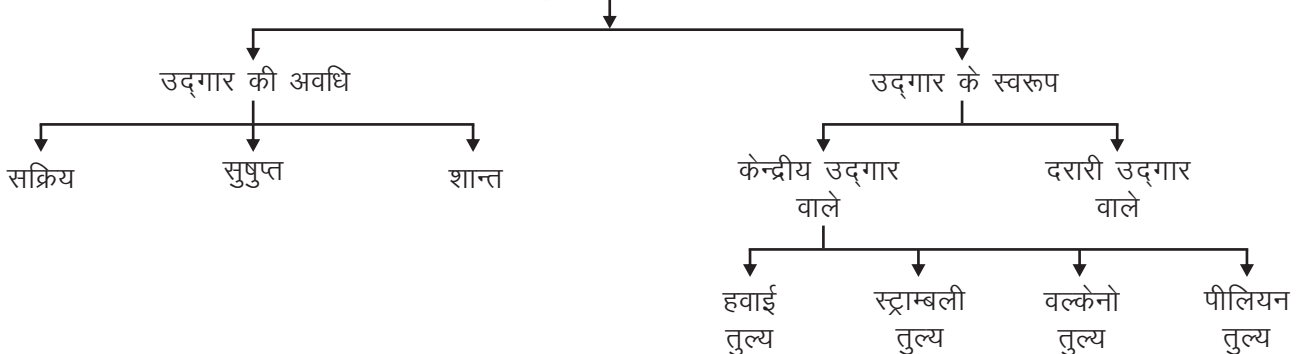 उद्गार की अवधि
उद्गार के स्वरूप
सक्रिय
सुषुप्त
शान्त
केन्द्रीय उद्गार
वाले
दरारी उद्गार
वाले
हवाई
तुल्य
स्ट्राम्बली
तुल्य
वल्केनो
तुल्य
पीलियन
तुल्य